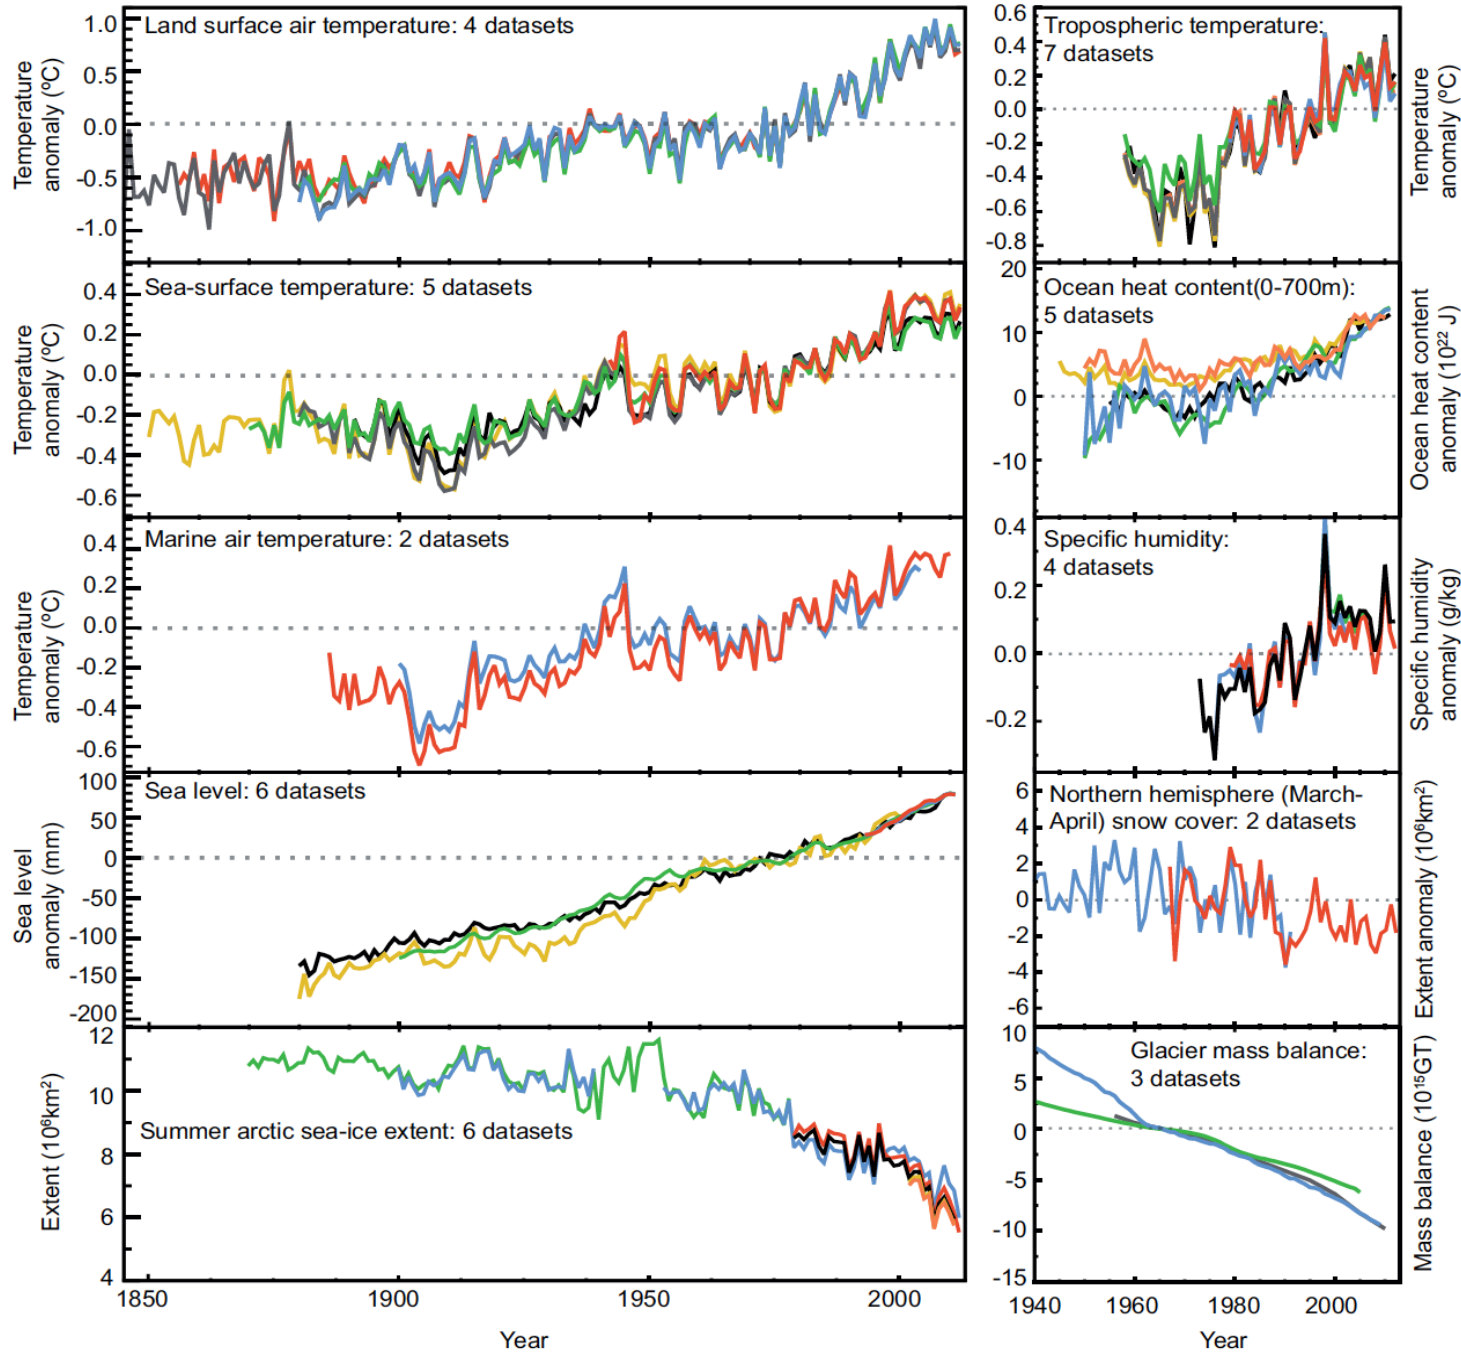 Land surface air temperature: 4 datasets
1.0
0.5
0.0
-0.5
-1.0
Temperature
anomaly (ºC)
Tropospheric temperature:
7 datasets
0.6
0.4
0.2
0.0
-0.2
-0.4
-0.6
-0.8
Temperature
anomaly (ºC)
Sea-surface temperature: 5 datasets
0.4
0.2
0.0
-0.2
-0.4
-0.6
Temperature
anomaly (ºC)
Ocean heat content(0-700m):
5 datasets
20
10
0
-10
Ocean heat content
anomaly (10²² J)
Marine air temperature: 2 datasets
0.4
0.2
0.0
-0.2
-0.4
-0.6
Temperature
anomaly (ºC)
Specific humidity:
4 datasets
0.4
0.2
0.0
-0.2
Specific humidity
anomaly (g/kg)
Sea level: 6 datasets
100
50
0
-50
-100
-150
-200
Sea level
anomaly (mm)
Northern hemisphere (March-
April) snow cover: 2 datasets
6
4
2
0
-2
-4
-6
Extent anomaly (10⁶km²)
Summer arctic sea-ice extent: 6 datasets
12
10
8
6
4
Extent (10⁶km²)
1850
1900
1950
2000
Year
Glacier mass balance:
3 datasets
10
5
0
-5
-10
-15
Mass balance (10¹⁵GT)
1940
1960
1980
2000
Year